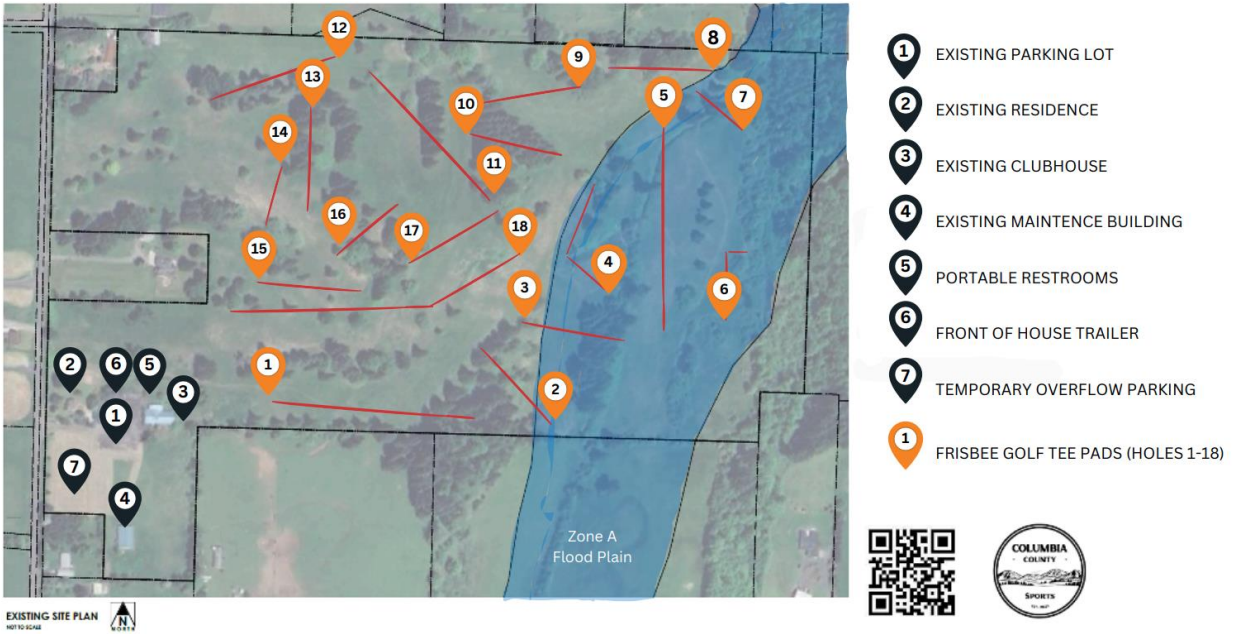 12
8
9
13
5
7
10
14
11
16
18
17
15
4
6
3
1
2
2
6
5
3
1
7
4
Zone A
Flood Plain
1 EXISTING PARKING LOT
2 EXISTING RESIDENCE
3 EXISTING CLUBHOUSE
4 EXISTING MAINTENCE BUILDING
5 PORTABLE RESTROOMS
6 FRONT OF HOUSE TRAILER
7 TEMPORARY OVERFLOW PARKING
1 FRISBEE GOLF TEE PADS (HOLES 1-18)
COLUMBIA
COUNTY
SPORTS
EXISTING SITE PLAN
NOT TO SCALE
N
NORTH